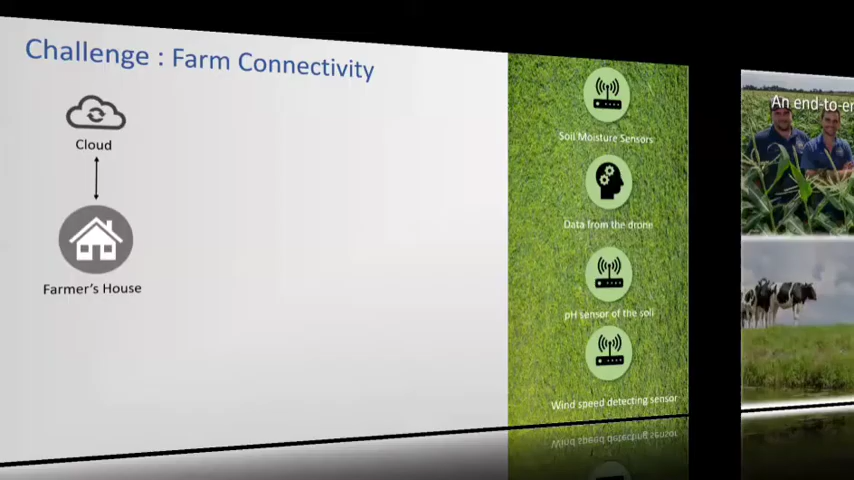 Challenge : Farm Connectivity
Cloud
Farmer's House
Soil Moisture Sensors
Data from the drone
pH sensor of the soil
Wind speed detecting sensor
An end-to-en